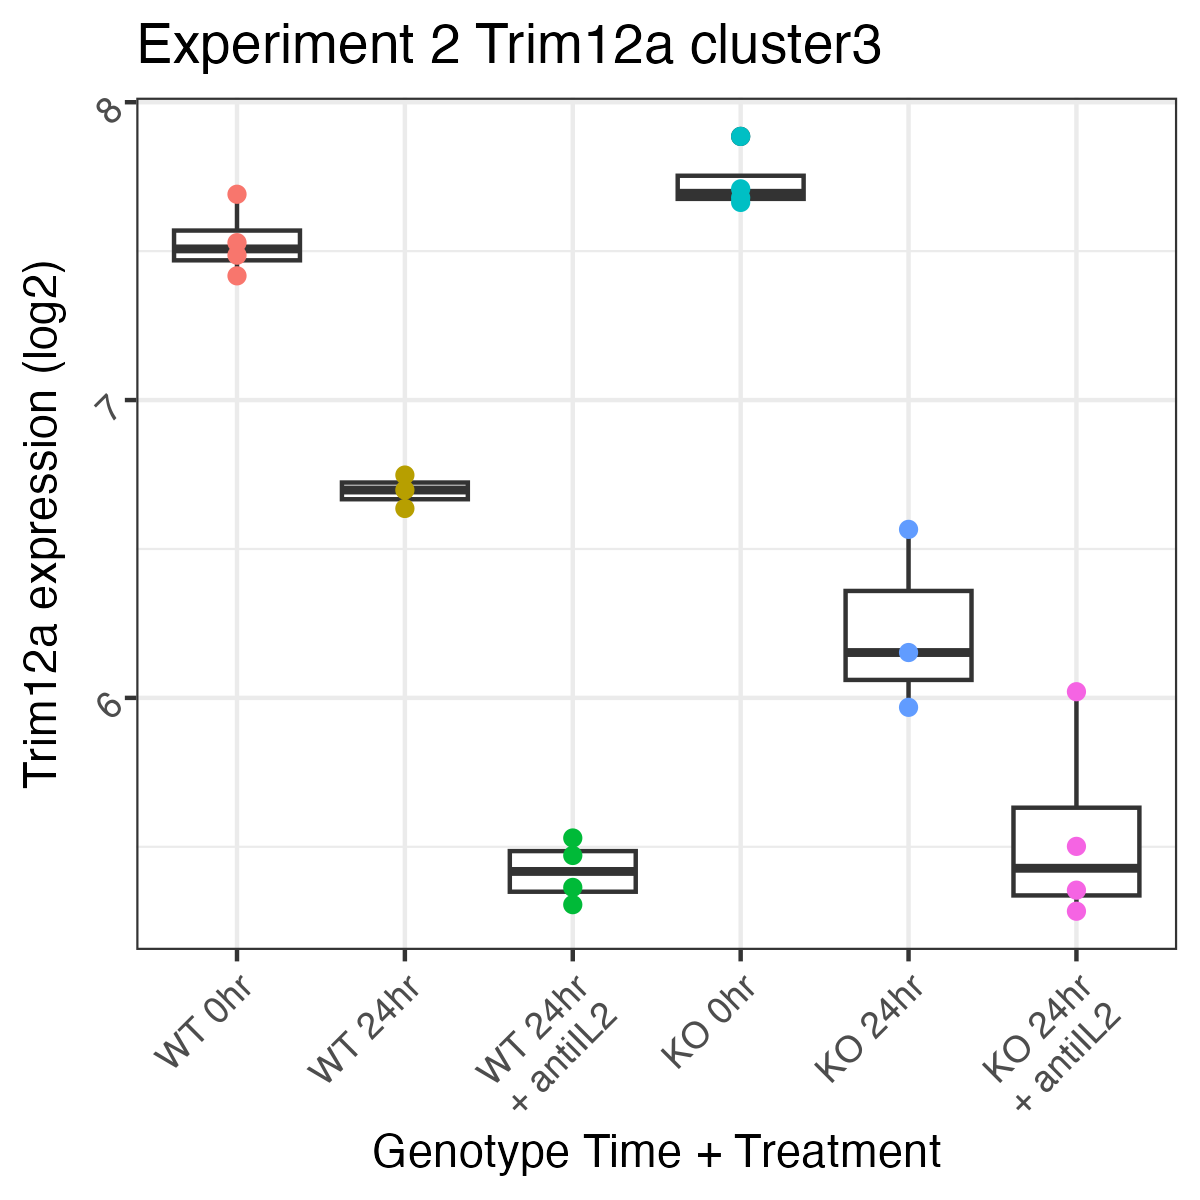 Experiment 2 Trim12a cluster3
Trim12a expression (log2)
8
7
6
WT 0hr
WT 24hr
WT 24hr
+ antiIL2
KO 0hr
KO 24hr
KO 24hr
+ antiIL2
Genotype Time + Treatment